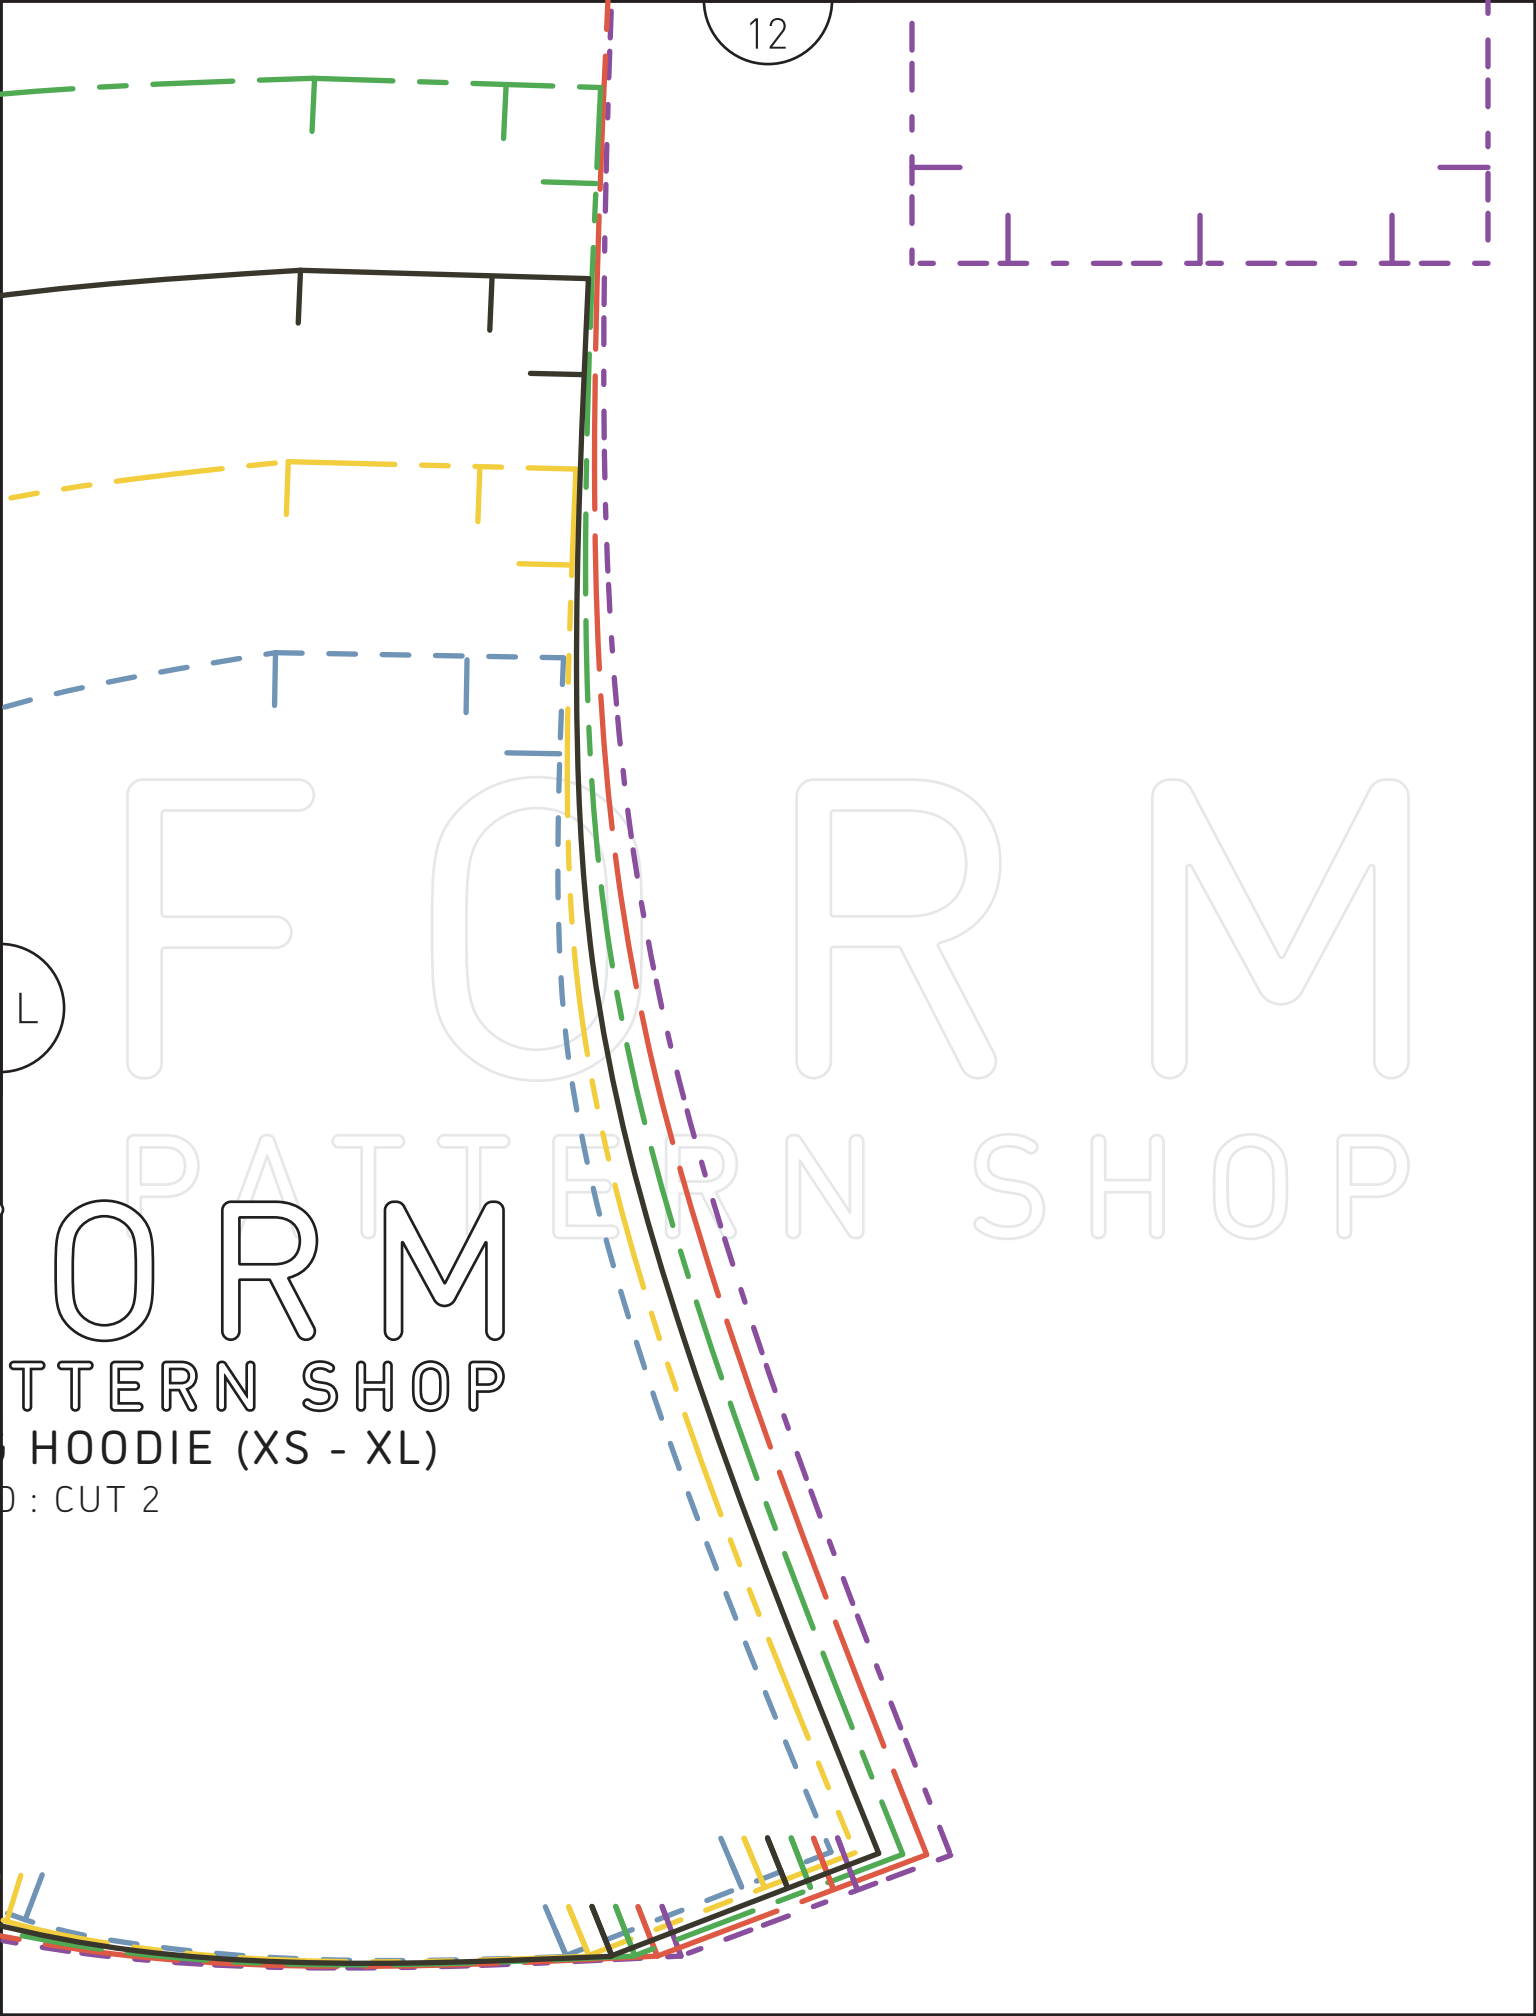 12
FORM
L
PATTERN SHOP
ORM
TTERN SHOP
HOODIE (XS - XL)
: CUT 2